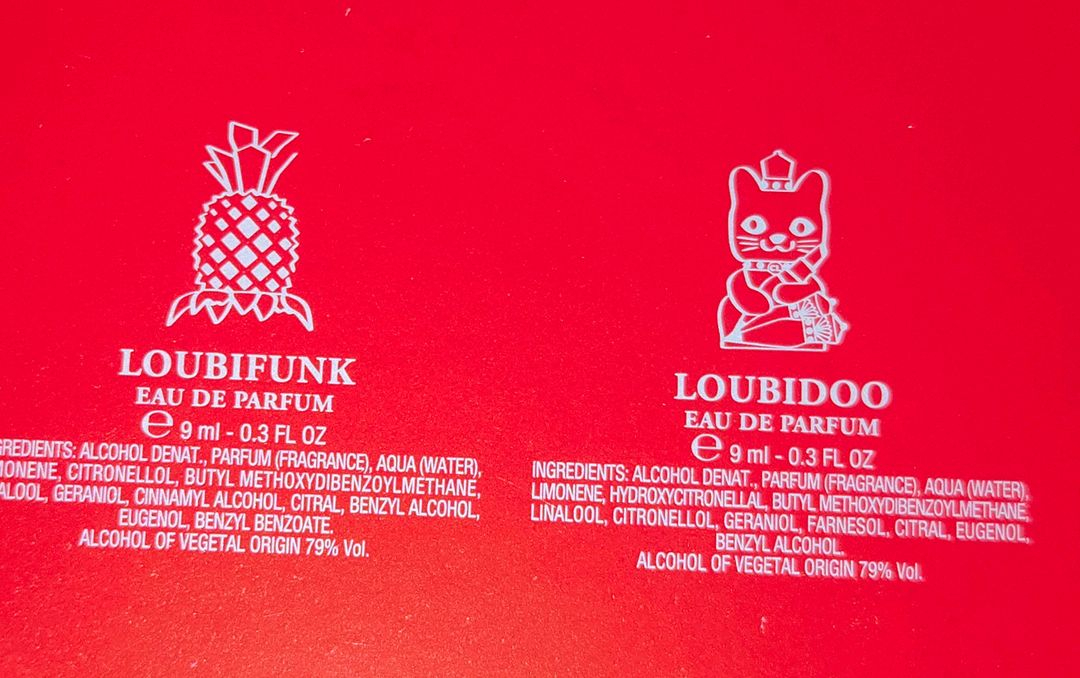 LOUBIFUNK
EAU DE PARFUM
℮ 9 ml - 0.3 FL OZ
GREDIENTS: ALCOHOL DENAT., PARFUM (FRAGRANCE), AQUA (WATER),
MONENE, CITRONELLOL, BUTYL METHOXYDIBENZOYLMETHANE,
ALOOL, GERANIOL, CINNAMYL ALCOHOL, CITRAL, BENZYL ALCOHOL,
EUGENOL, BENZYL BENZOATE.
ALCOHOL OF VEGETAL ORIGIN 79% Vol.
LOUBIDOO
EAU DE PARFUM
℮ 9 ml - 0.3 FL OZ
INGREDIENTS: ALCOHOL DENAT., PARFUM (FRAGRANCE), AQUA (WATER),
LIMONENE, HYDROXYCITRONELLAL, BUTYL METHOXYDIBENZOYLMETHANE,
LINALOOL, CITRONELLOL, GERANIOL, FARNESOL, CITRAL, EUGENOL,
BENZYL ALCOHOL.
ALCOHOL OF VEGETAL ORIGIN 79% Vol.